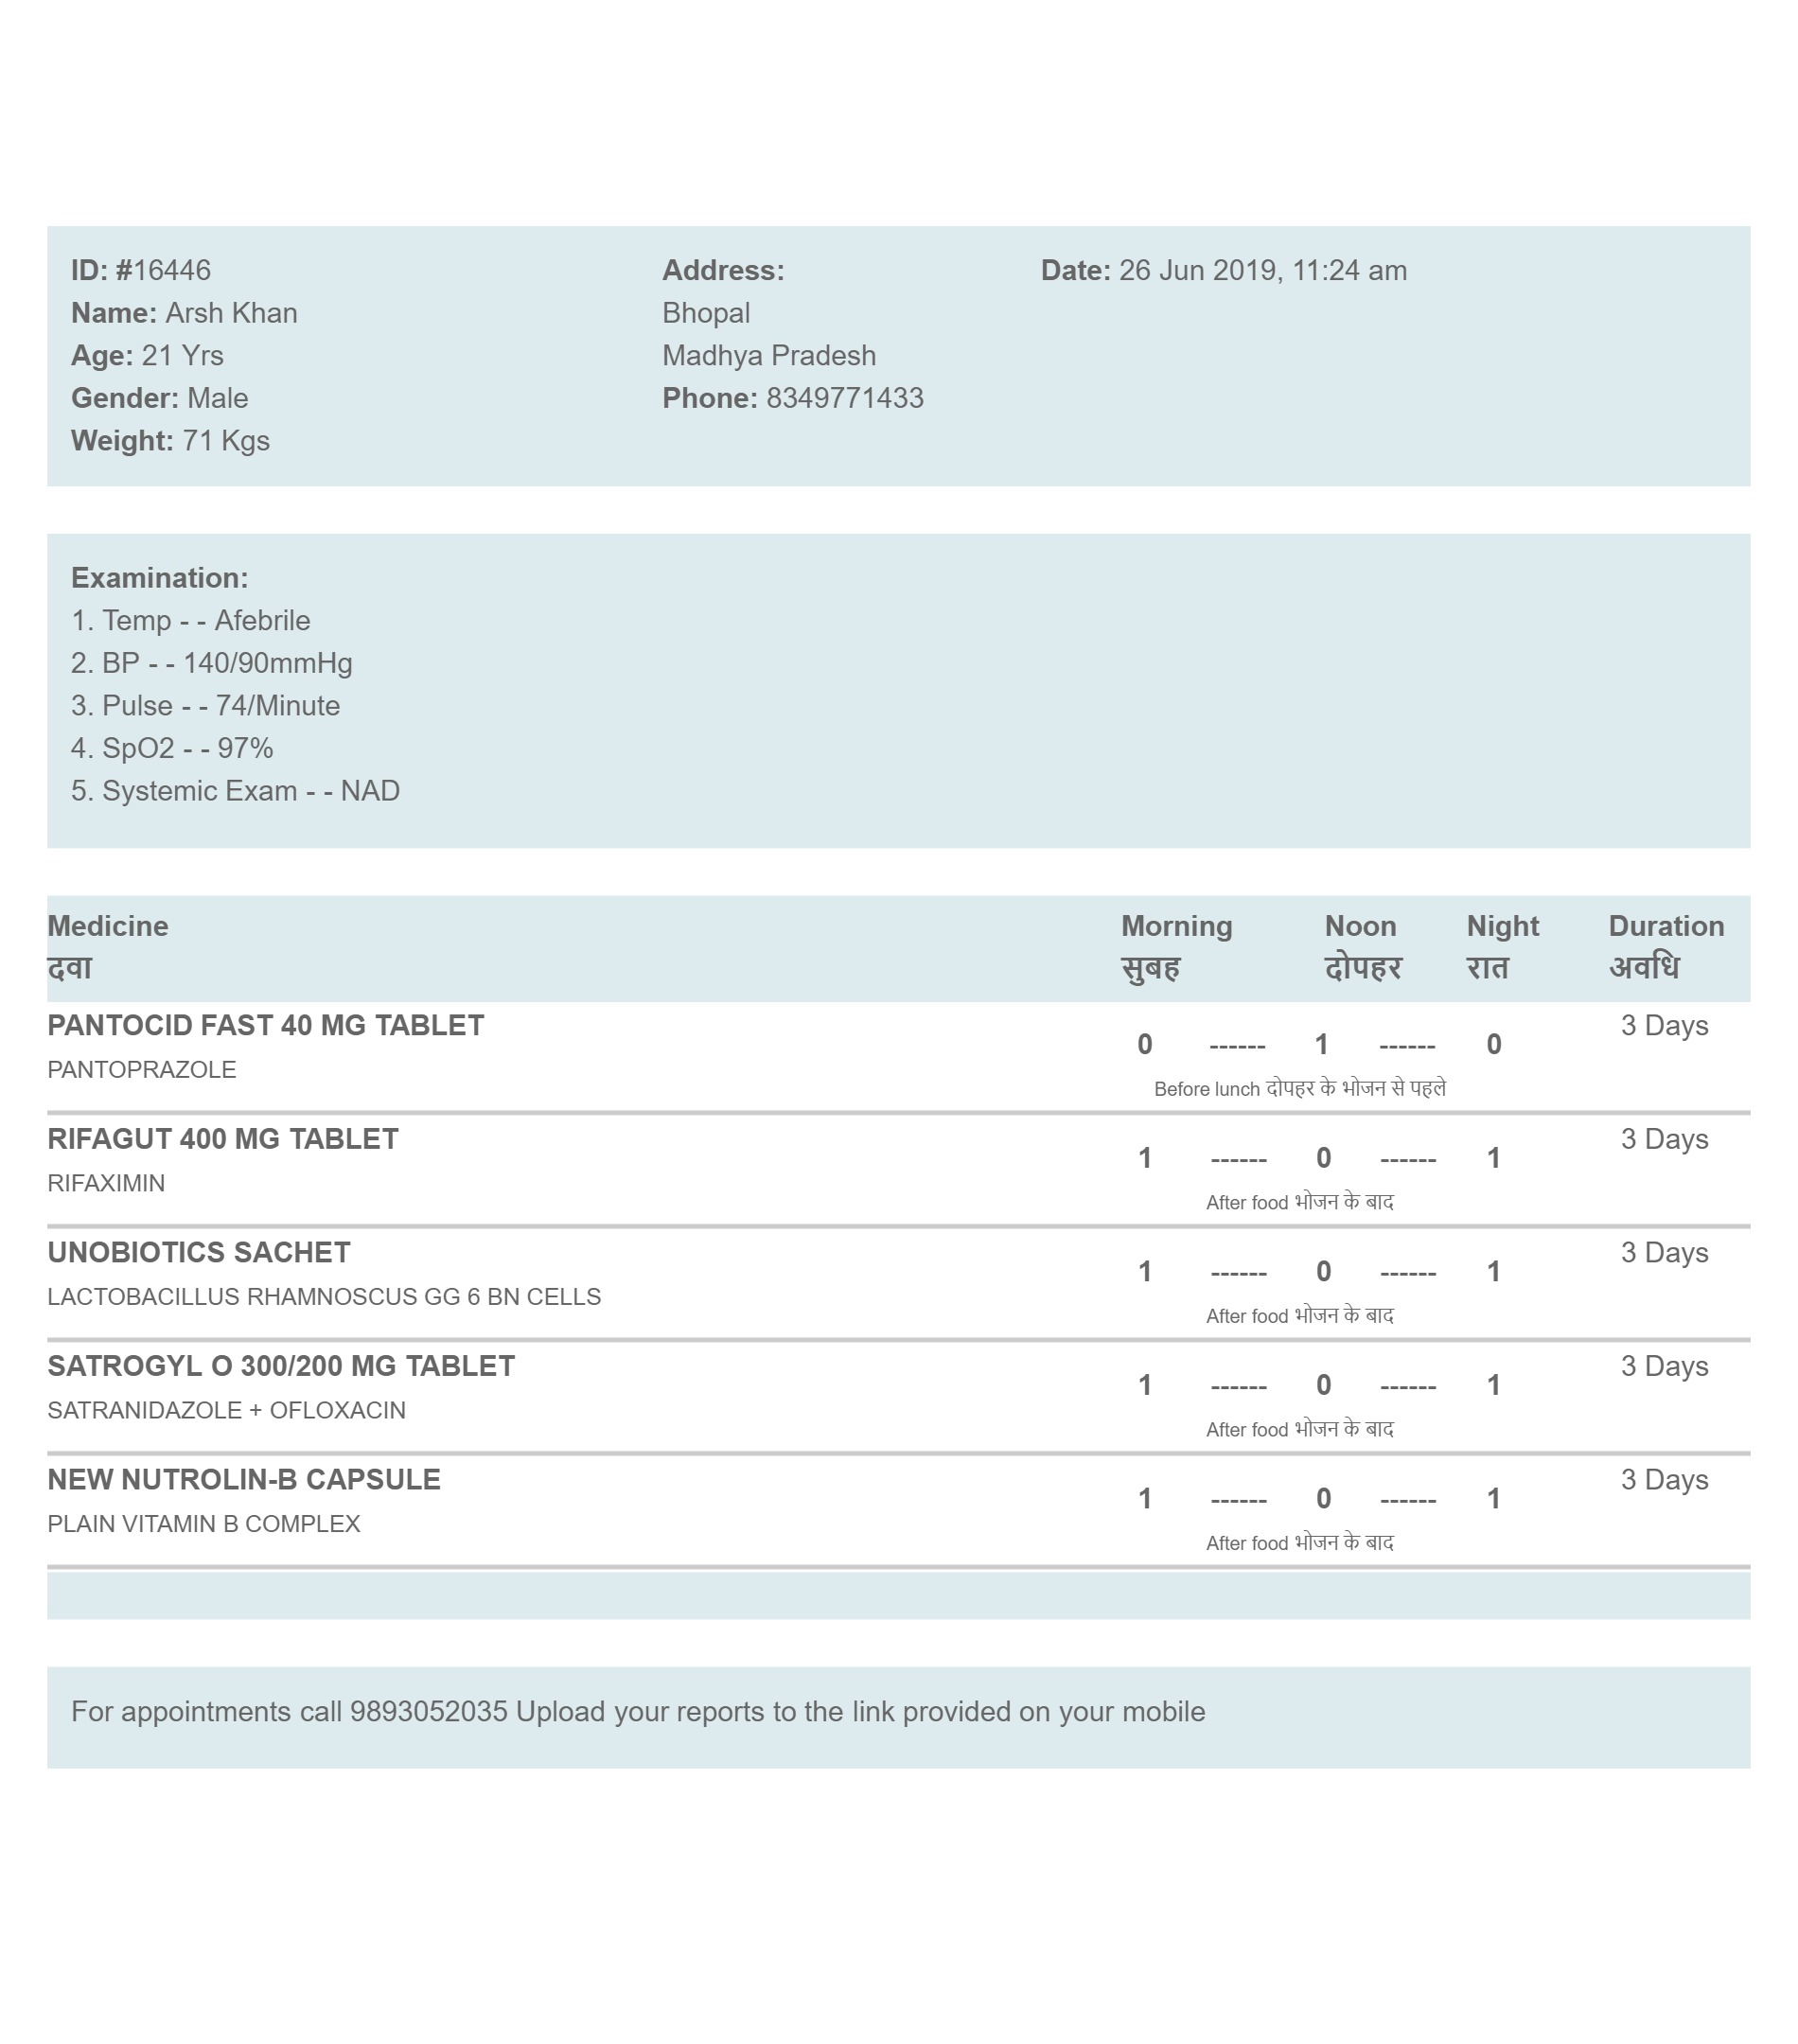 ID: #16446
Name: Arsh Khan
Age: 21 Yrs
Gender: Male
Weight: 71 Kgs
Address:
Bhopal
Madhya Pradesh
Phone: 8349771433
Date: 26 Jun 2019, 11:24 am
Examination:
1. Temp - - Afebrile
2. BP - - 140/90mmHg
3. Pulse - - 74/Minute
4. SpO2 - - 97%
5. Systemic Exam - - NAD
Medicine Morning Noon Night Duration
दवा सुबह दोपहर रात अवधि
PANTOCID FAST 40 MG TABLET 3 Days
0 ------ 1 ------ 0
PANTOPRAZOLE
Before lunch दोपहर के भोजन से पहले
RIFAGUT 400 MG TABLET 3 Days
1 ------ 0 ------ 1
RIFAXIMIN
After food भोजन के बाद
UNOBIOTICS SACHET 3 Days
1 ------ 0 ------ 1
LACTOBACILLUS RHAMNOSCUS GG 6 BN CELLS
After food भोजन के बाद
SATROGYL O 300/200 MG TABLET 3 Days
1 ------ 0 ------ 1
SATRANIDAZOLE + OFLOXACIN
After food भोजन के बाद
NEW NUTROLIN-B CAPSULE 3 Days
1 ------ 0 ------ 1
PLAIN VITAMIN B COMPLEX
After food भोजन के बाद
For appointments call 9893052035 Upload your reports to the link provided on your mobile